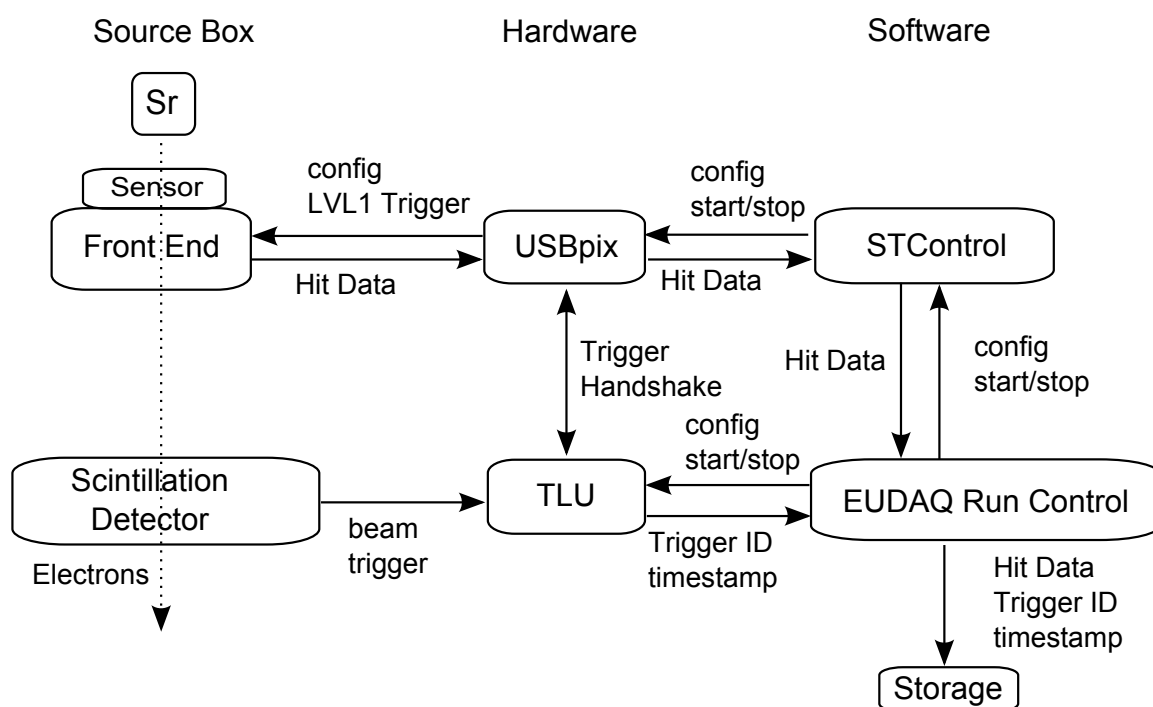 Source Box
Hardware
Software
Sr
Sensor
Front End
config
LVL1 Trigger
Hit Data
USBpix
config
start/stop
Hit Data
STControl
Trigger
Handshake
Hit Data
config
start/stop
config
start/stop
Scintillation
Detector
beam
trigger
TLU
Trigger ID
timestamp
EUDAQ Run Control
Electrons
Hit Data
Trigger ID
timestamp
Storage